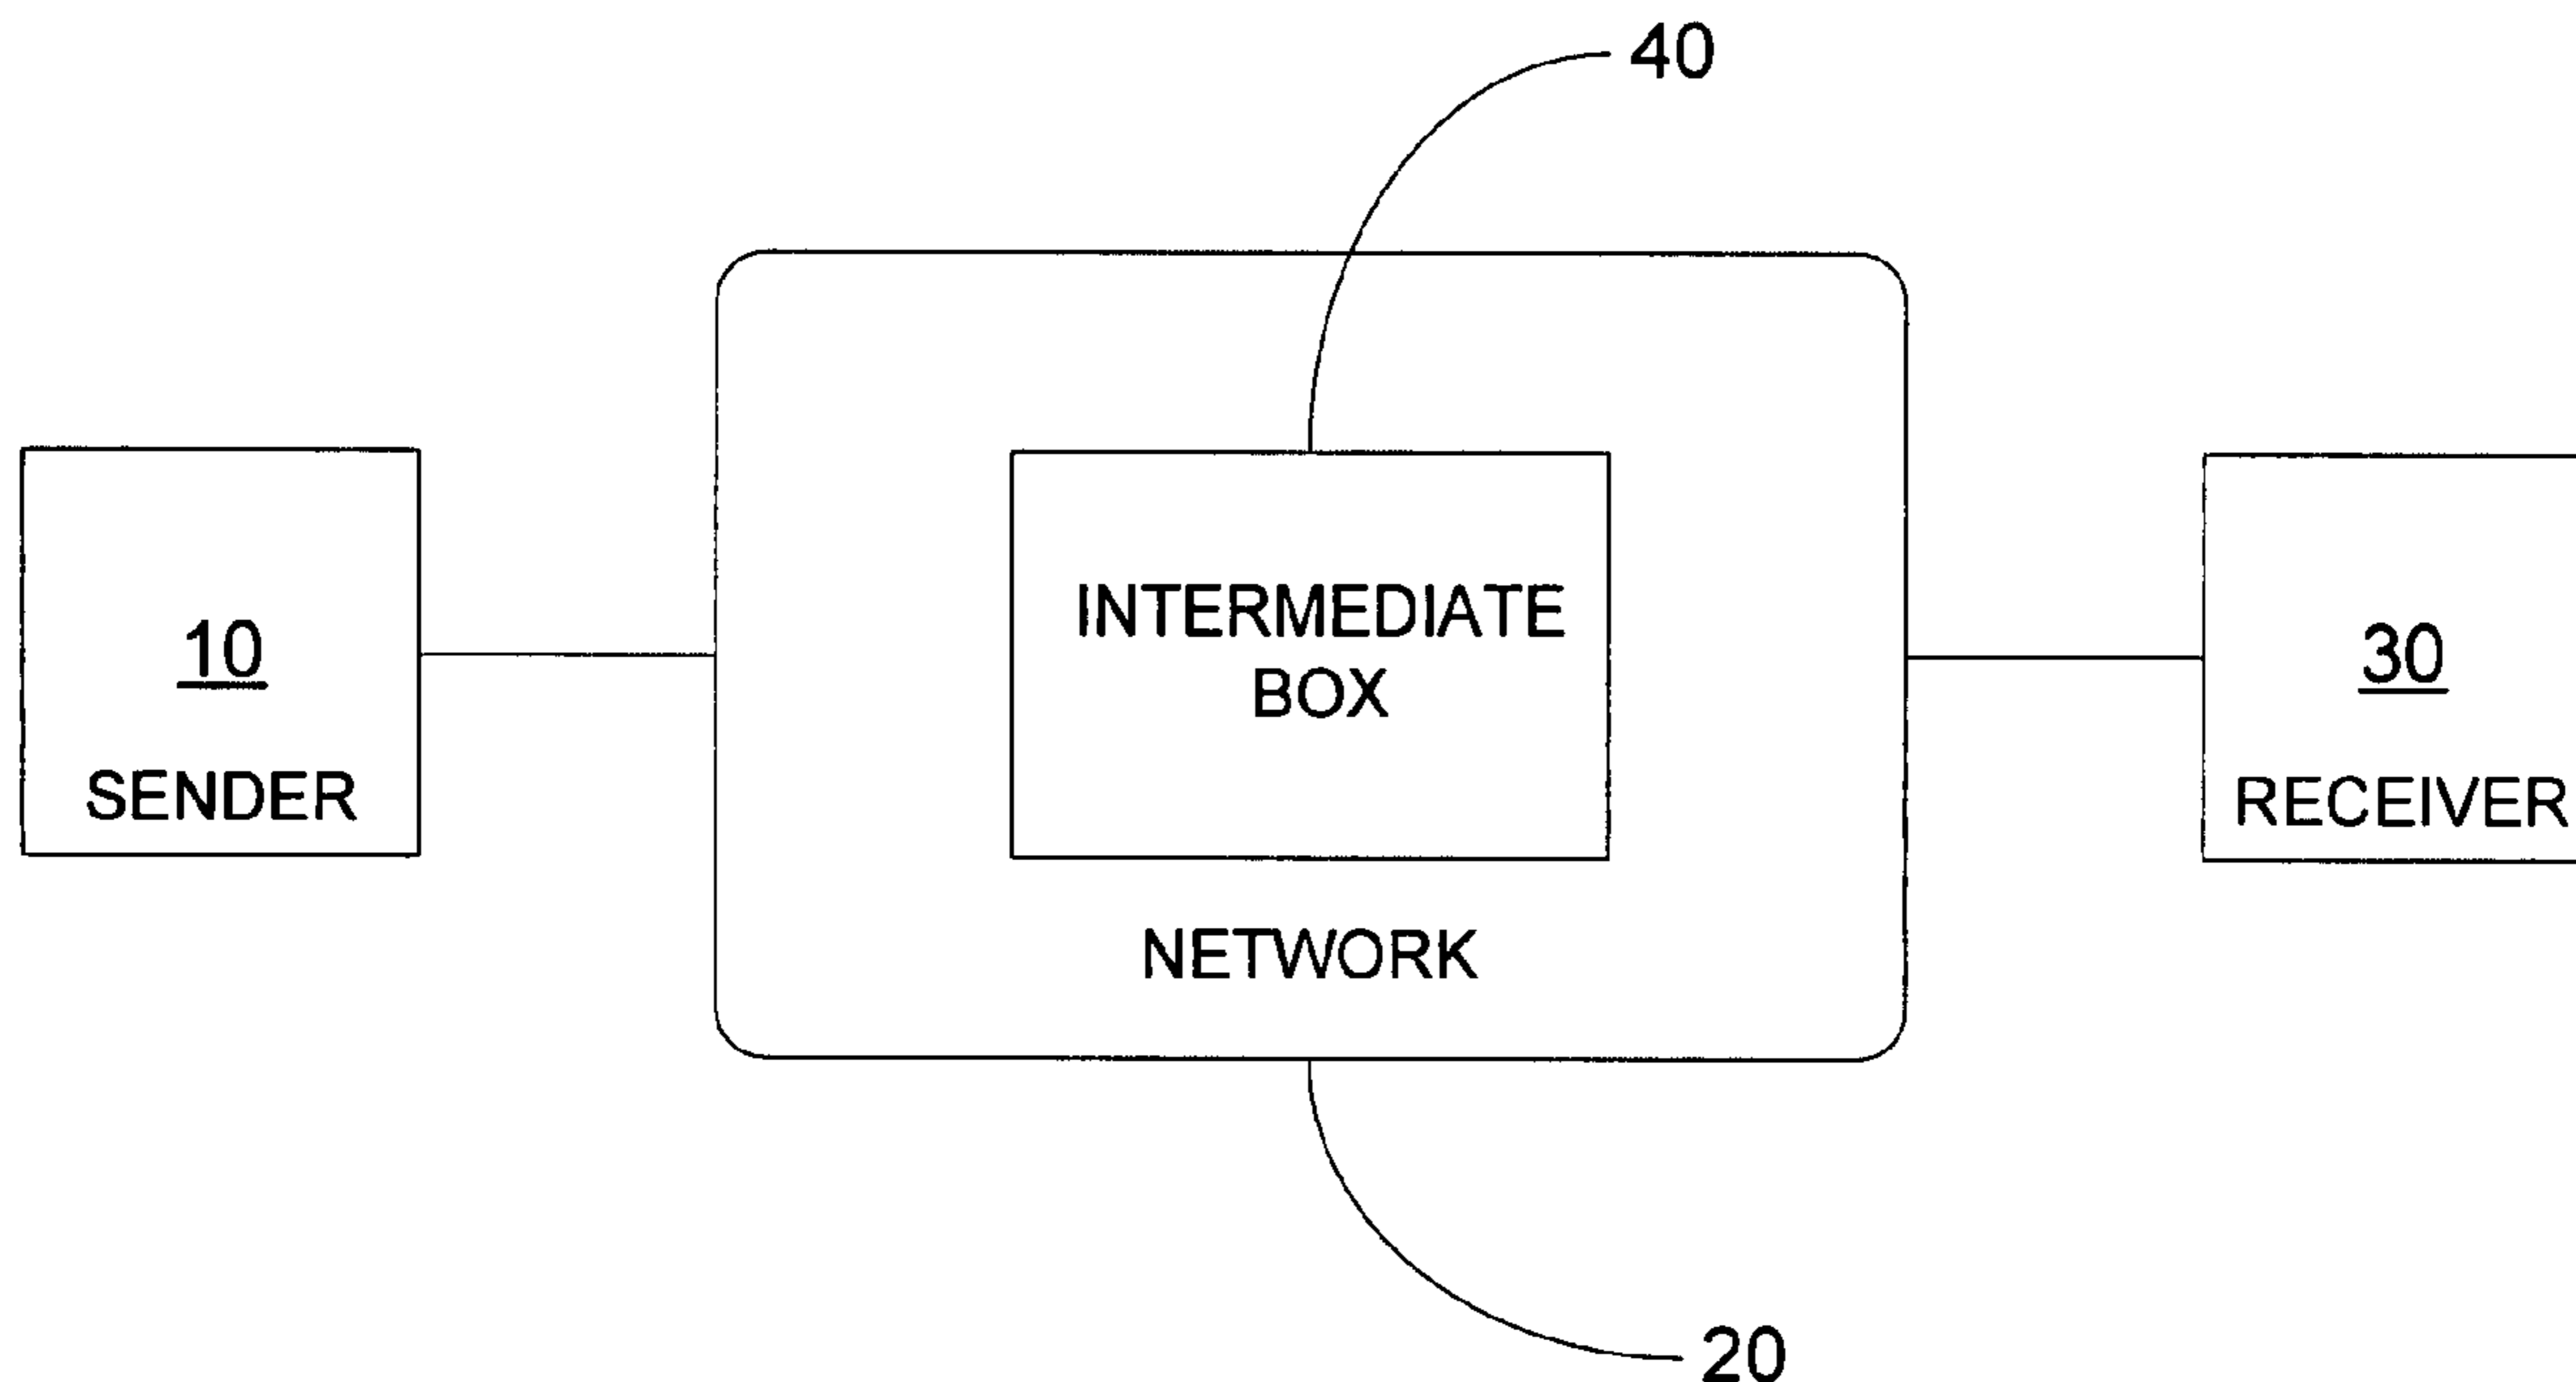 40
10
SENDER
INTERMEDIATE
BOX
NETWORK
30
RECEIVER
20